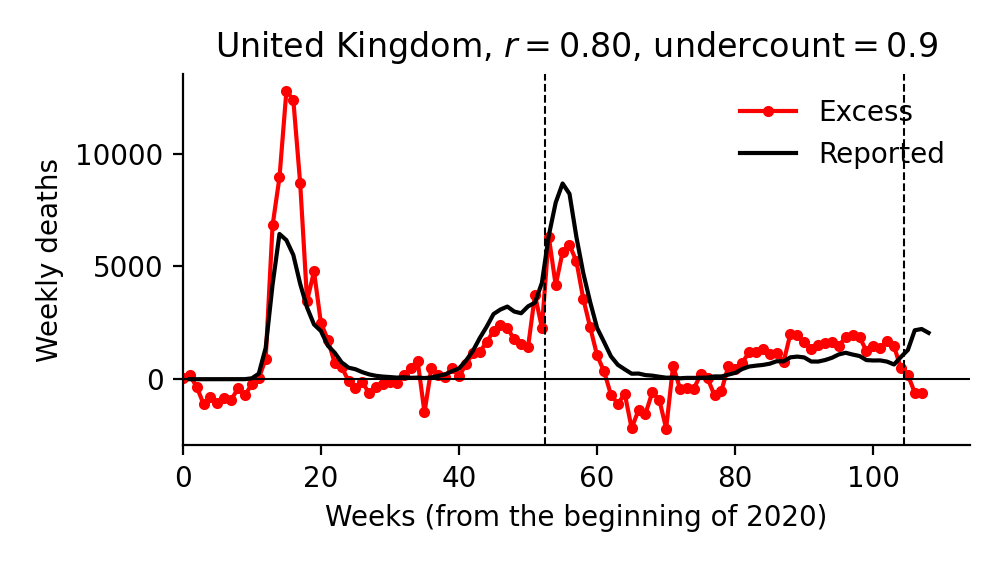 United Kingdom, r = 0.80, undercount = 0.9
Excess
Reported
Weekly deaths
10000
5000
0
0 20 40 60 80 100
Weeks (from the beginning of 2020)